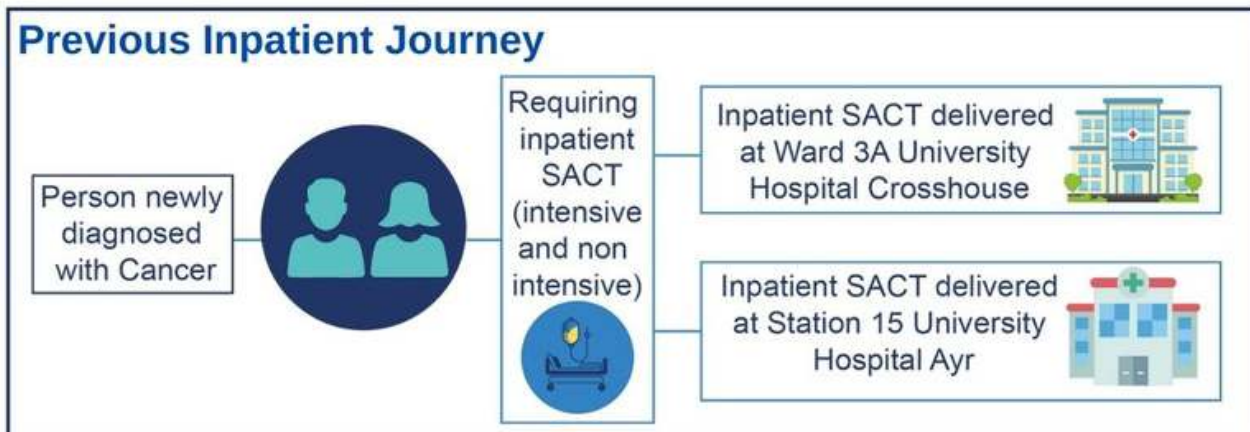 Previous Inpatient Journey
Person newly
diagnosed
with Cancer
Requiring
inpatient
SACT
(intensive
and non
intensive)
Inpatient SACT delivered
at Ward 3A University
Hospital Crosshouse
Inpatient SACT delivered
at Station 15 University
Hospital Ayr